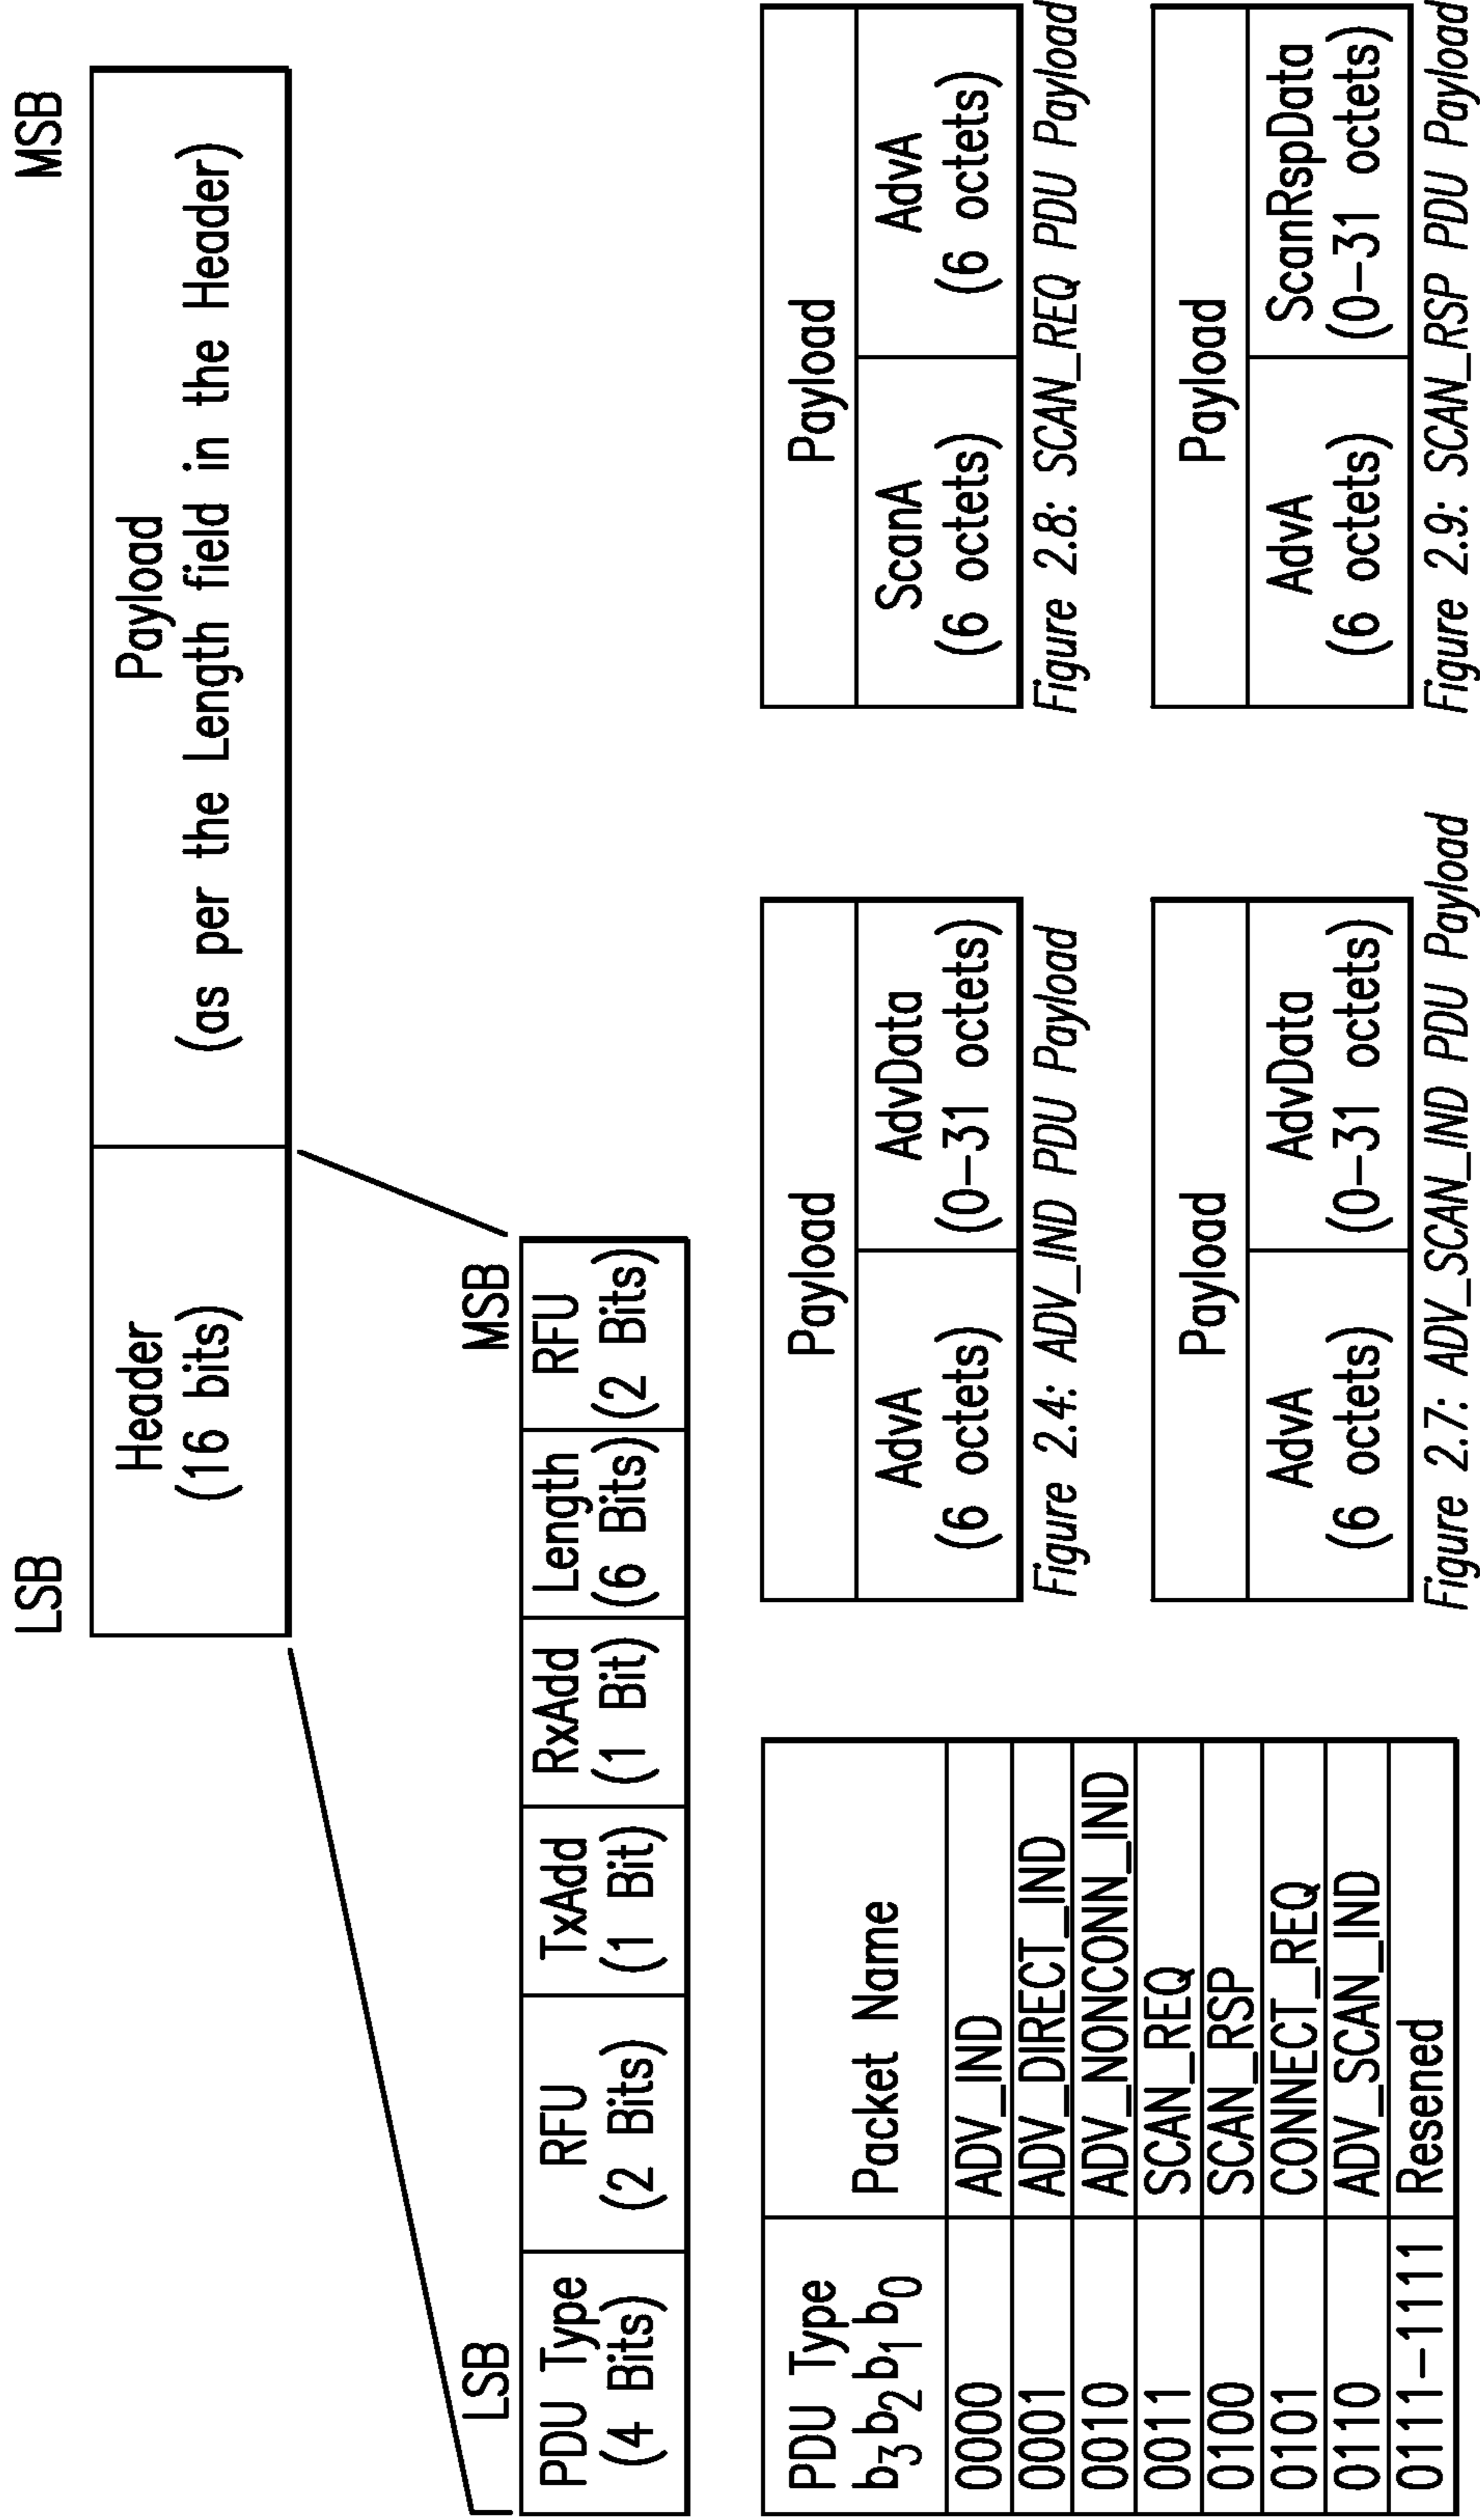 LSB MSB
Header Payload
(16 bits) (as per the Length field in the Header)
LSB MSB
PDU Type RFU TxAdd RxAdd Length RFU
(4 Bits) (2 Bits) (1 Bit) (1 Bit) (6 Bits) (2 Bits)
PDU Type
b3 b2 b1 b0 Packet Name
0000 ADV_IND
0001 ADV_DIRECT_IND
0010 ADV_NONCONN_IND
0011 SCAN_REQ
0100 SCAN_RSP
0101 CONNECT_REQ
0110 ADV_SCAN_IND
0111-1111 Resened
Payload
AdvA AdvData
(6 octets) (0-31 octets)
Figure 2.4: ADV_IND PDU Payload
Payload
AdvA AdvData
(6 octets) (0-31 octets)
Figure 2.7: ADV_SCAN_IND PDU Payload
Payload
ScanA AdvA
(6 octets) (6 octets)
Figure 2.8: SCAN_REQ PDU Payload
Payload
AdvA ScanRspData
(6 octets) (0-31 octets)
Figure 2.9: SCAN_RSP PDU Payload